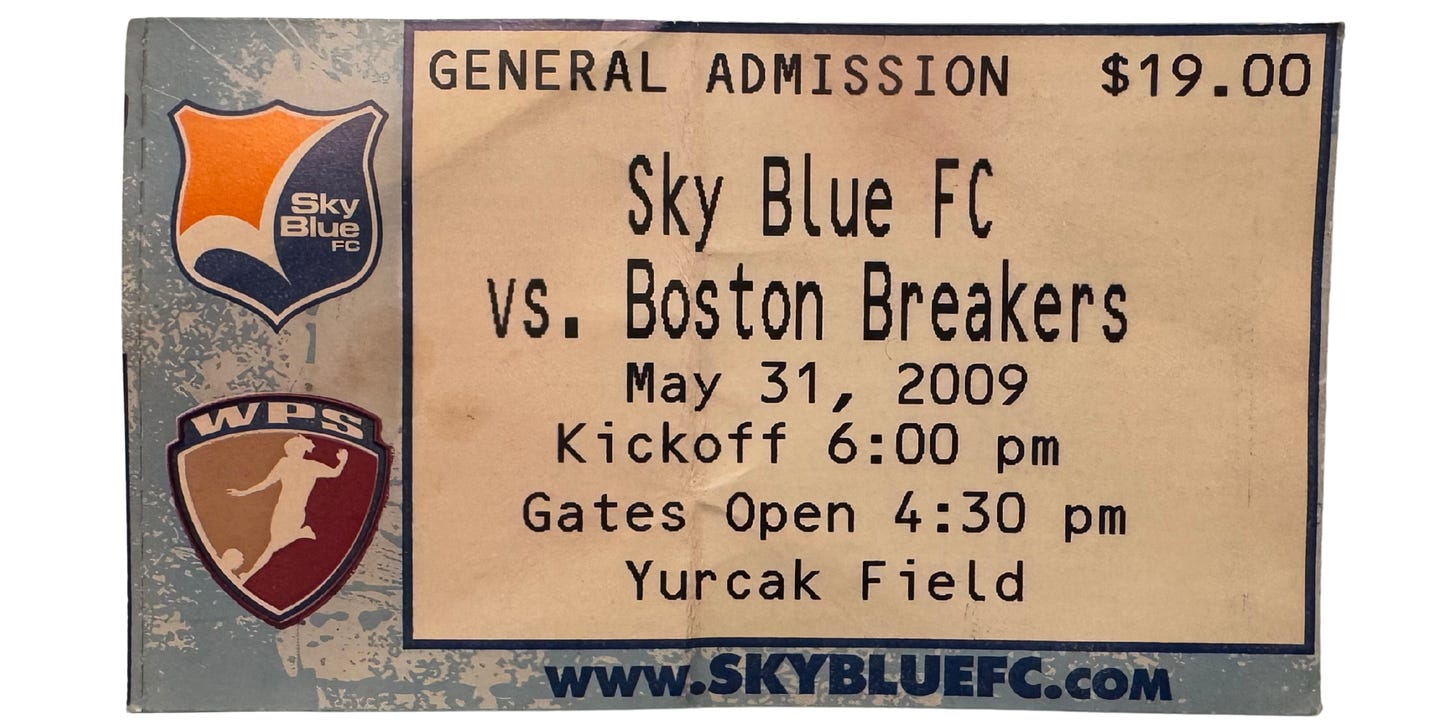 GENERAL ADMISSION $19.00
Sky Blue FC
vs. Boston Breakers
May 31, 2009
Kickoff 6:00 pm
Gates Open 4:30 pm
Yurcak Field
Sky
Blue
FC
WPS
www.SKYBLUEFC.com